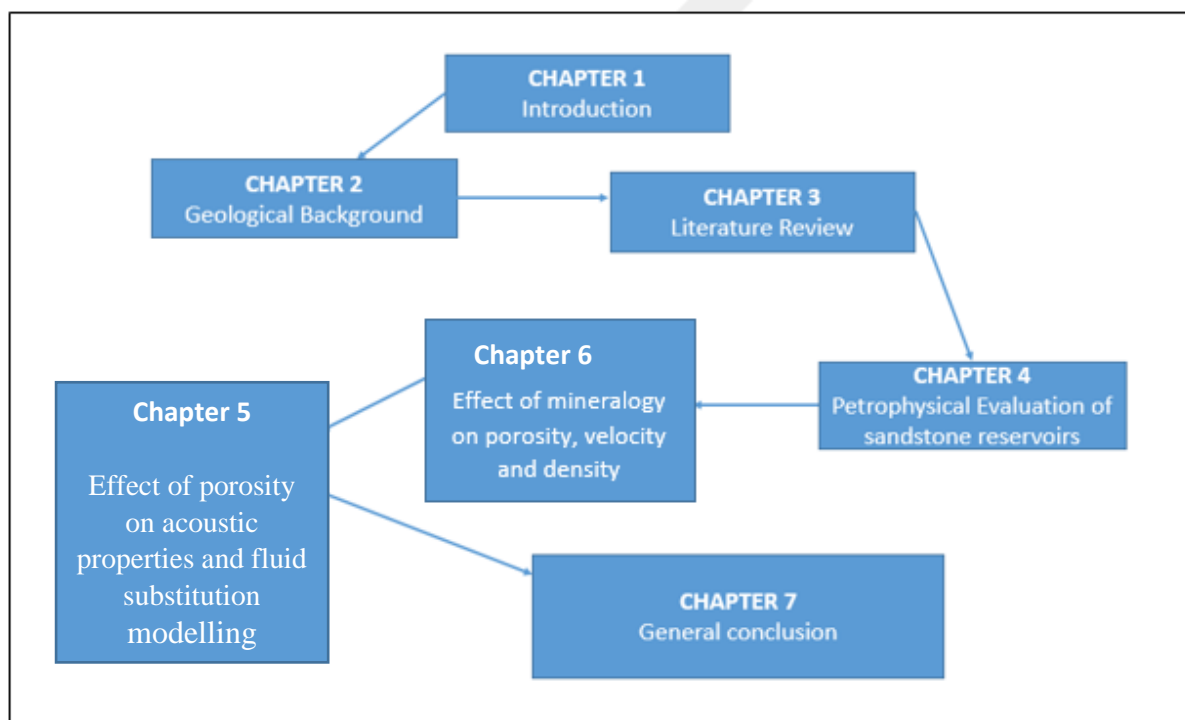 CHAPTER 1
Introduction
CHAPTER 2
Geological Background
CHAPTER 3
Literature Review
CHAPTER 4
Petrophysical Evaluation of
sandstone reservoirs
Chapter 6
Effect of mineralogy
on porosity, velocity
and density
Chapter 5
Effect of porosity
on acoustic
properties and fluid
substitution
modelling
CHAPTER 7
General conclusion